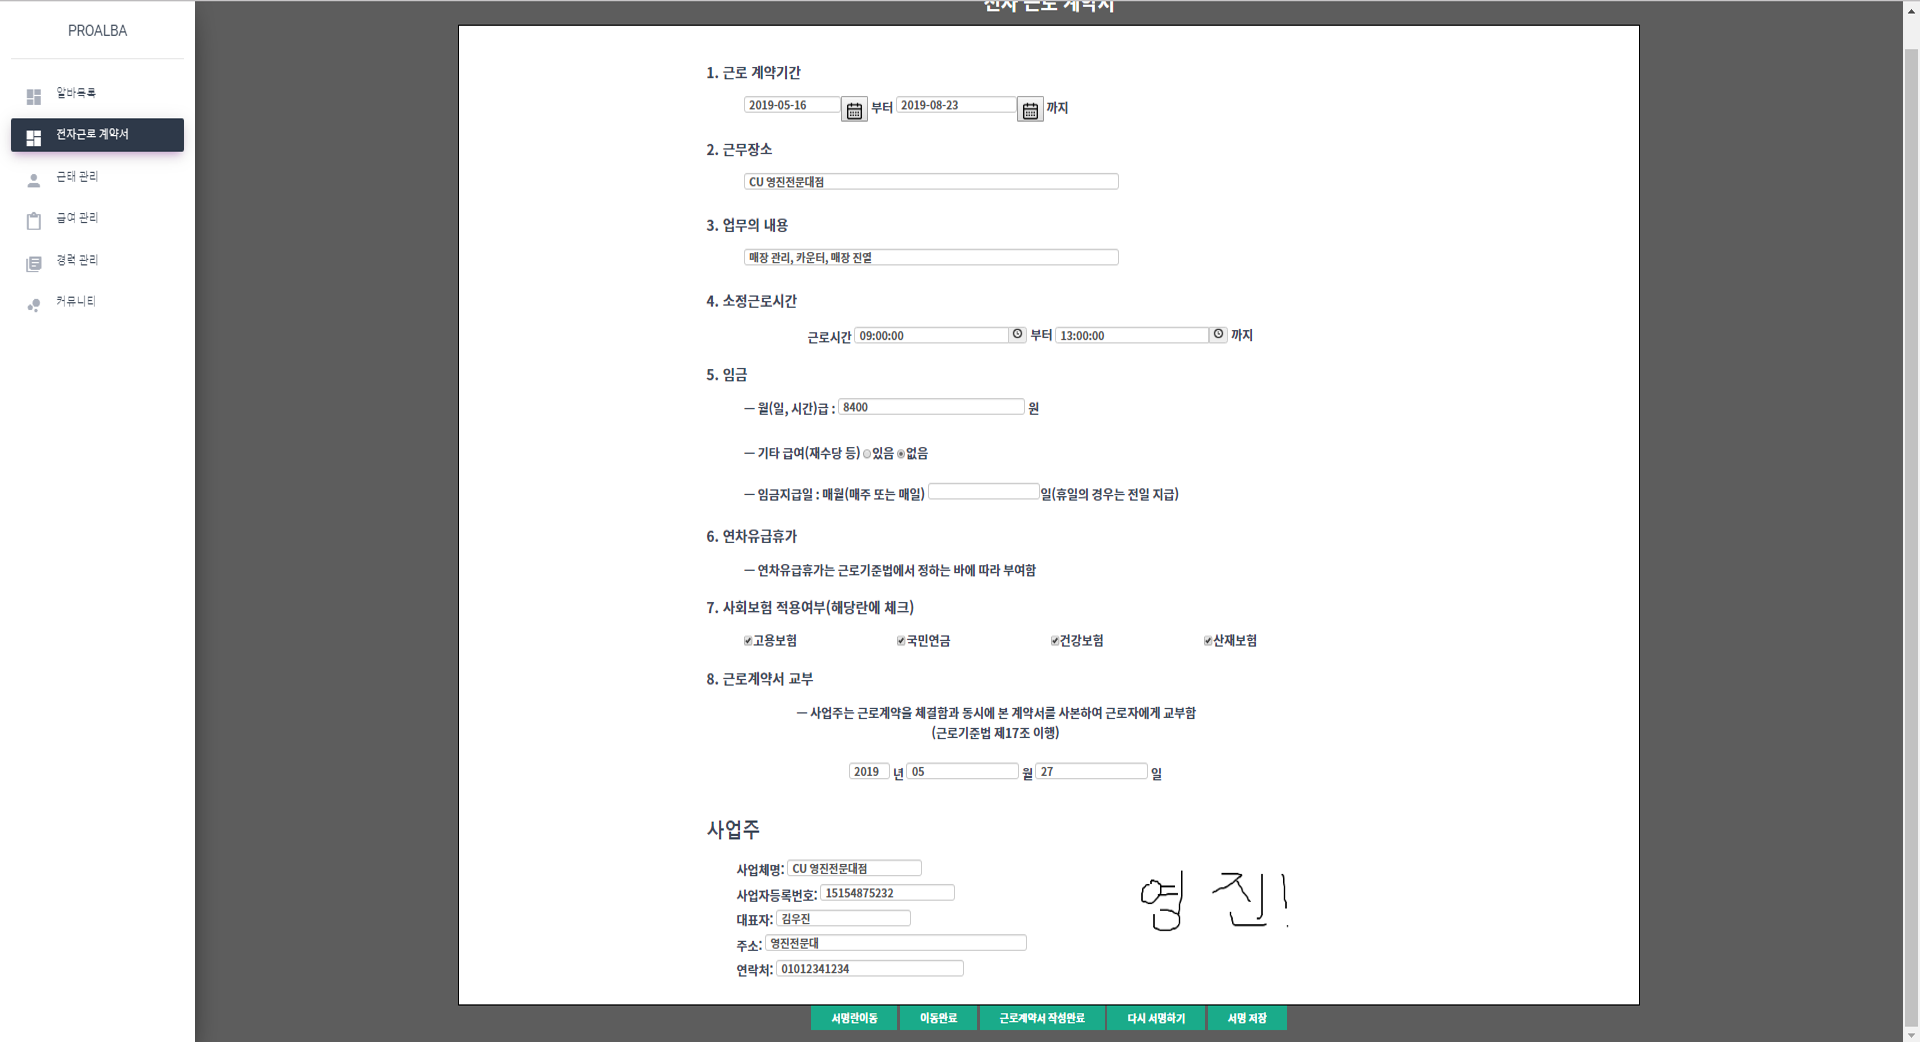 전자 근로 계약서
PROALBA
알바목록
전자근로 계약서
근태 관리
급여 관리
경력 관리
커뮤니티
1. 근로 계약기간
2019-05-16 부터 2019-08-23 까지
2. 근무장소
CU 영진전문대점
3. 업무의 내용
매장 관리, 카운터, 매장 진열
4. 소정근로시간
근로시간 09:00:00 부터 13:00:00 까지
5. 임금
― 월(일, 시간)급 : 8400 원
― 기타 급여(재수당 등) 있음 없음
― 임금지급일 : 매월(매주 또는 매일) 일(휴일의 경우는 전일 지급)
6. 연차유급휴가
― 연차유급휴가는 근로기준법에서 정하는 바에 따라 부여함
7. 사회보험 적용여부(해당란에 체크)
고용보험 국민연금 건강보험 산재보험
8. 근로계약서 교부
― 사업주는 근로계약을 체결함과 동시에 본 계약서를 사본하여 근로자에게 교부함
(근로기준법 제17조 이행)
2019 년 05 월 27 일
사업주
사업체명: CU 영진전문대점
사업자등록번호: 15154875232
대표자: 김우진
주소: 영진전문대
연락처: 01012341234
영진!
서명란이동 이동완료 근로계약서 작성완료 다시 서명하기 서명 저장